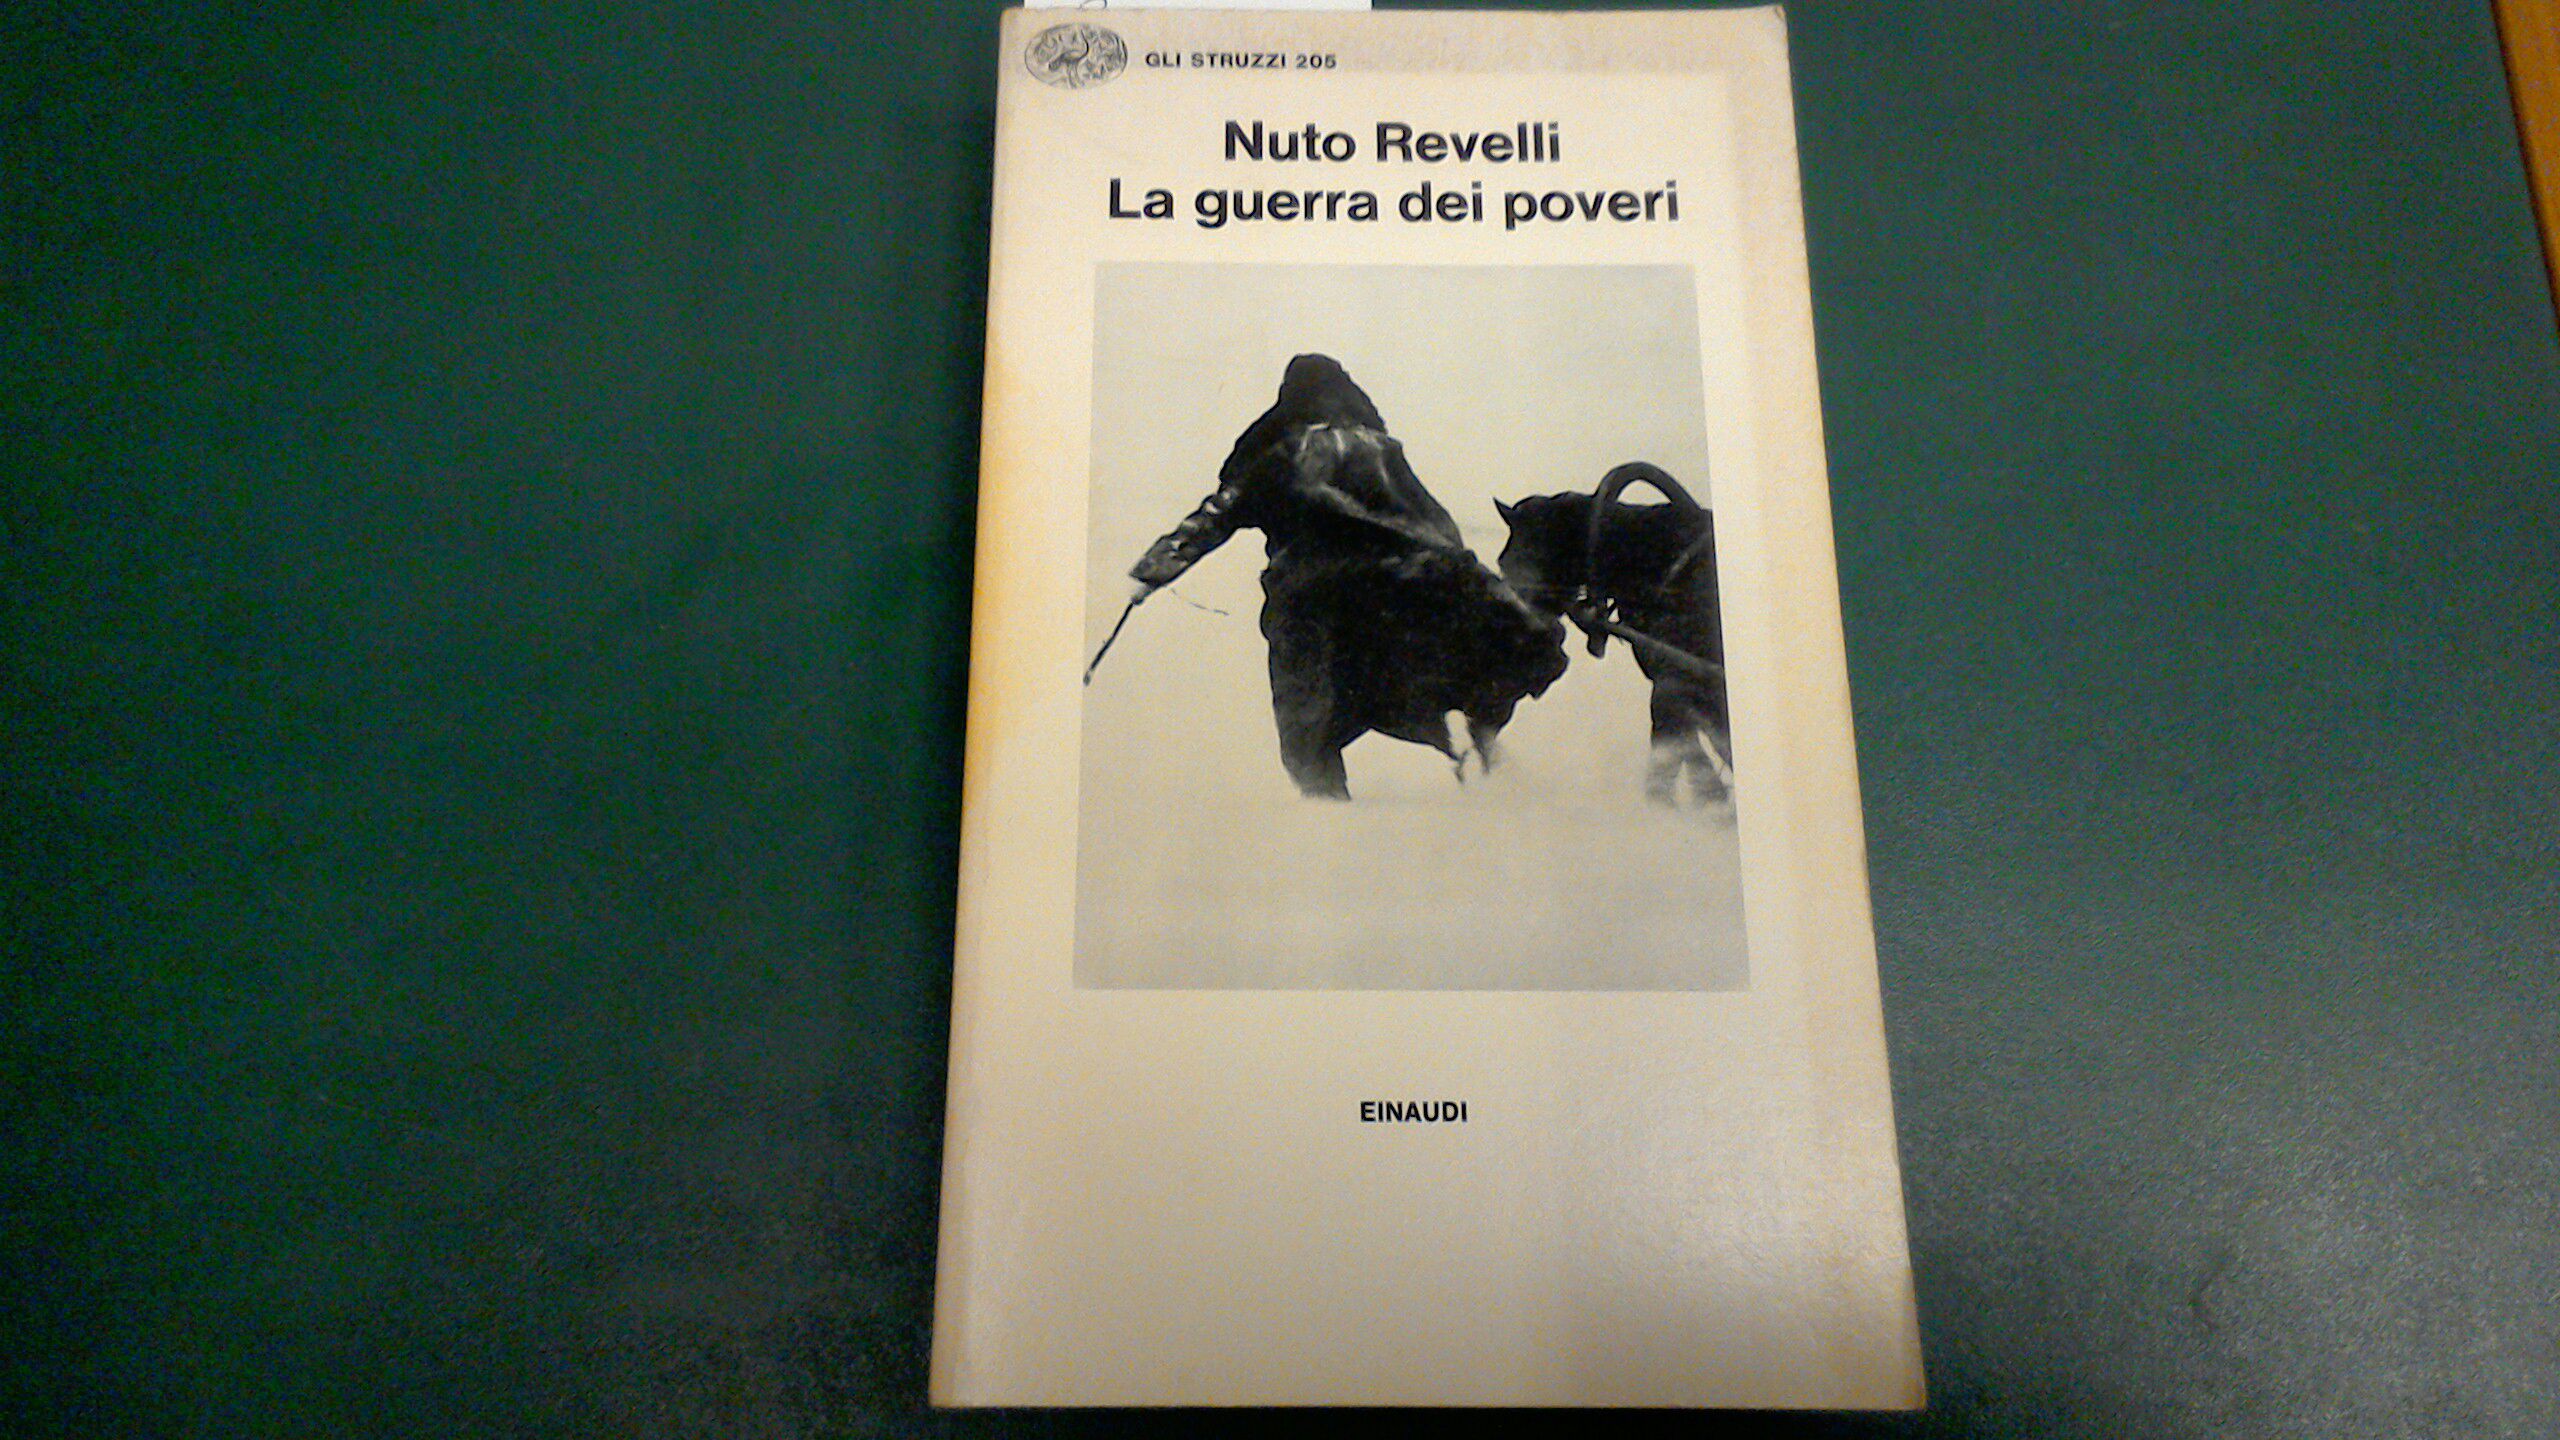 GLI STRUZZI 205
Nuto Revelli
La guerra dei poveri
EINAUDI